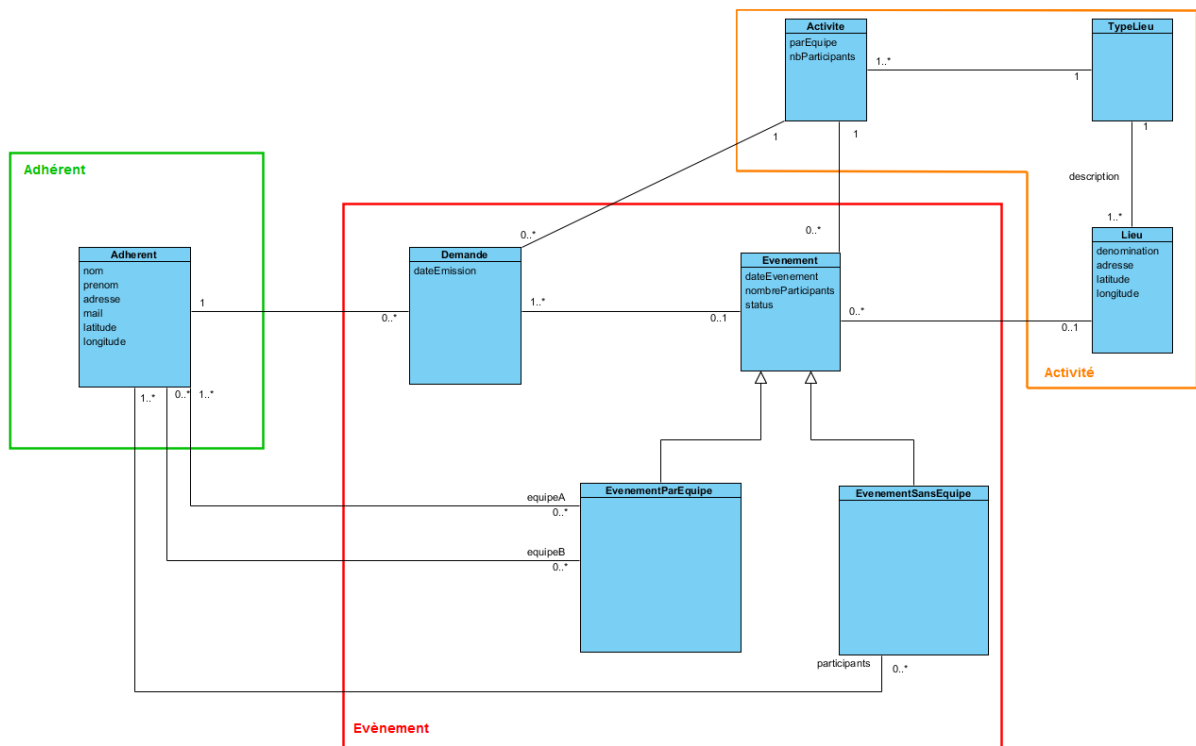 Activite
parEquipe
nbParticipants
TypeLieu
1..*
1
1
1
1
description
1..*
Adhérent
Adherent
nom
prenom
adresse
mail
latitude
longitude
1
0..*
0..*
Demande
dateEmission
1..*
0..1
0..*
Evenement
dateEvenement
nombreParticipants
status
0..*
0..1
Lieu
denomination
adresse
latitude
longitude
Activité
1..*
0..*
1..*
equipeA
0..*
equipeB
0..*
EvenementParEquipe
EvenementSansEquipe
participants
0..*
Evènement